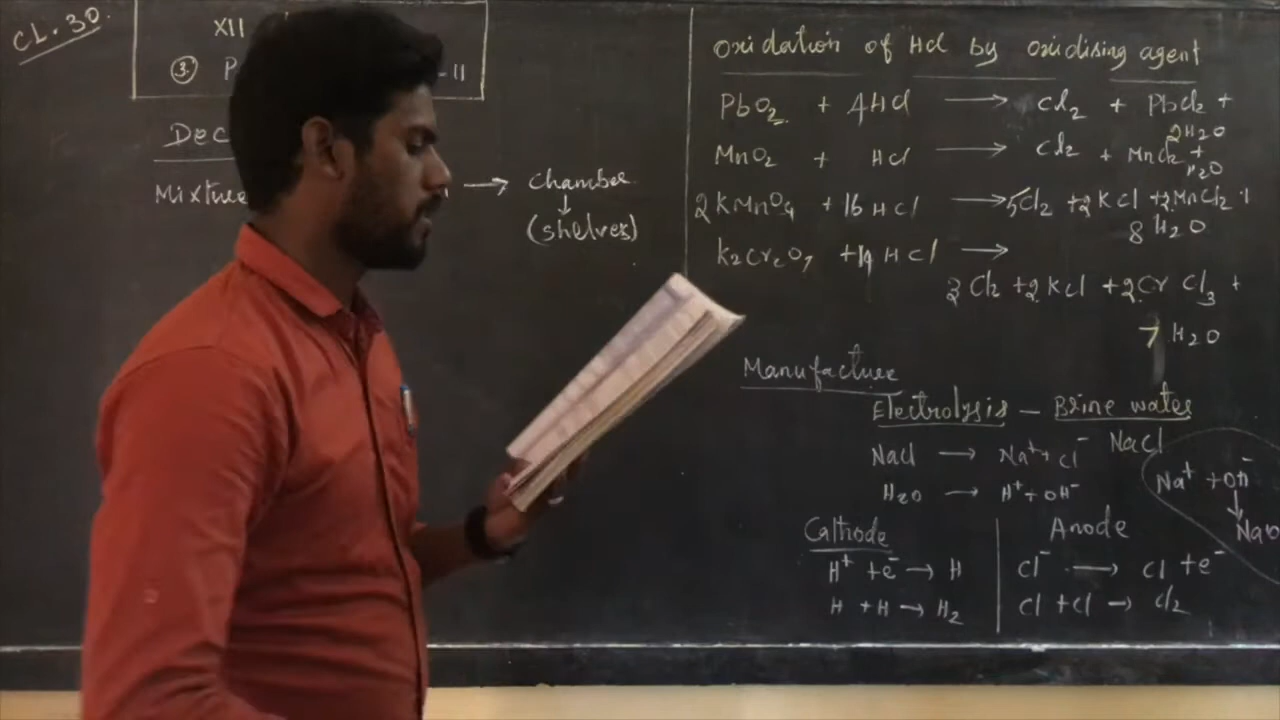 CL.30.
XII
③. P -II
Dec
Mixture → Chamber
↓
(shelves)
Oxidation of HCl by oxidising agent
PbO2 + 4HCl → Cl2 + PbCl2 +
2H2O
MnO2 + HCl → Cl2 + MnCl2 +
H2O
2KMnO4 + 16HCl → 5Cl2 + 2KCl + 2MnCl2 +
8H2O
K2Cr2O7 + 14HCl →
3Cl2 + 2KCl + 2CrCl3 +
7H2O
Manufacture
Electrolysis – Brine water
NaCl
NaCl → Na⁺ + Cl⁻
H2O → H⁺ + OH⁻
Na⁺ + OH⁻
↓
NaO
Cathode
H⁺ + e⁻ → H
H + H → H2
Anode
Cl⁻ → Cl + e⁻
Cl + Cl → Cl2